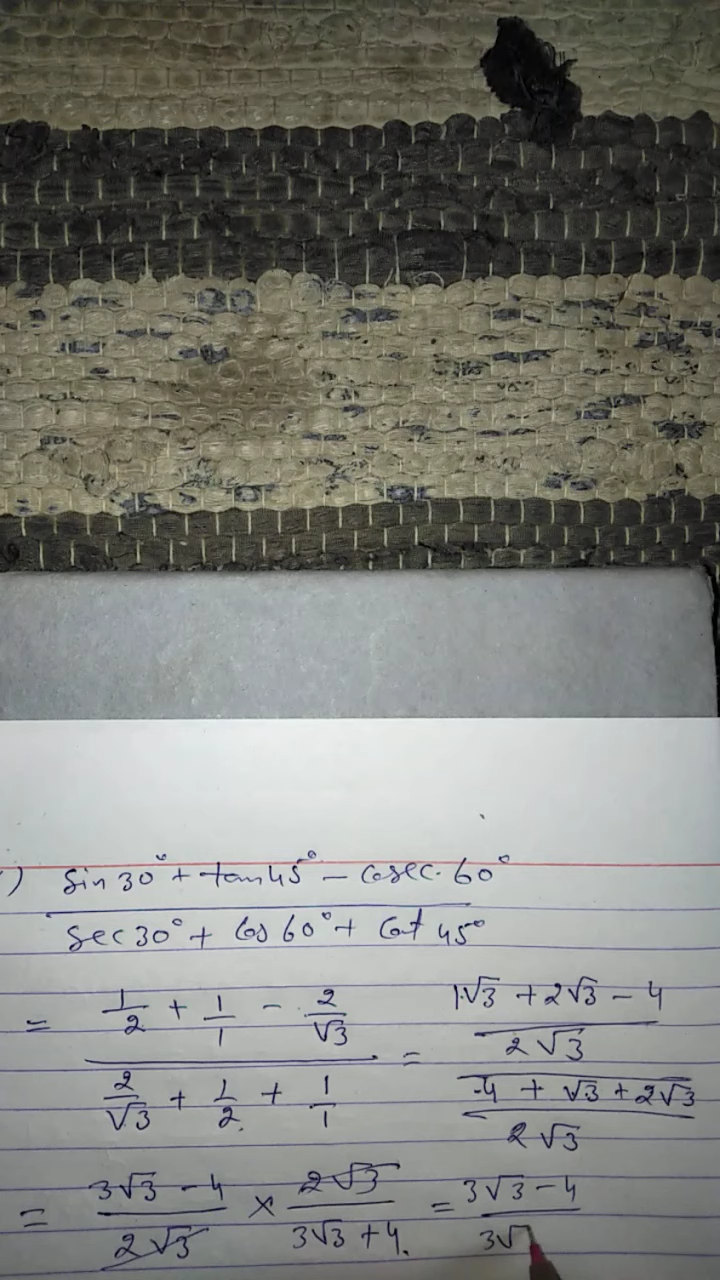 ) sin 30° + tan 45° – cosec. 60°
sec 30° + cos 60° + cot 45°
= 1/2 + 1/1 - 2/√3 = 1√3 + 2√3 - 4
2√3
2/√3 + 1/2 + 1/1 4 + √3 + 2√3
2√3
= 3√3 - 4 × 2√3 = 3√3 - 4
2√3 3√3 + 4. 3√